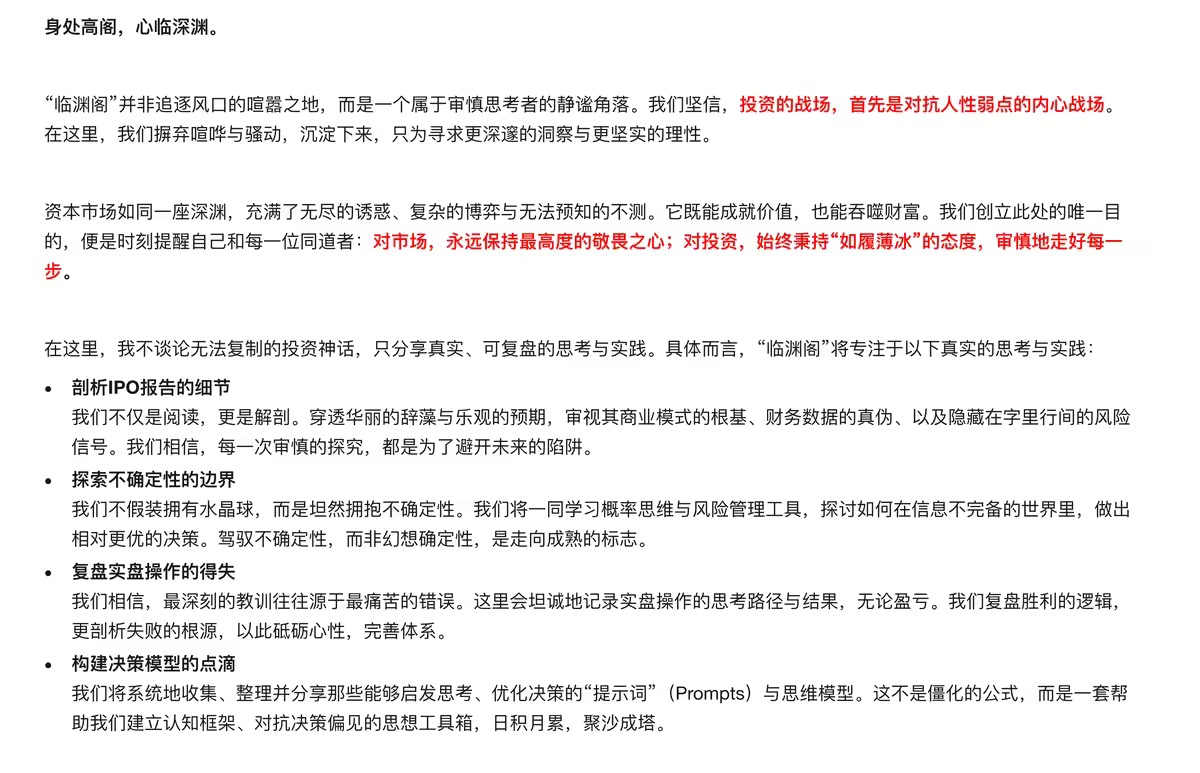 身处高阁，心临深渊。
“临渊阁”并非追逐风口的喧嚣之地，而是一个属于审慎思考者的静谧角落。我们坚信，投资的战场，首先是对抗人性弱点的内心战场。
在这里，我们摒弃喧哗与骚动，沉淀下来，只为寻求更深邃的洞察与更坚实的理性。
资本市场如同一座深渊，充满了无尽的诱惑、复杂的博弈与无法预知的不测。它既能成就价值，也能吞噬财富。我们创立此处的唯一目
的，便是时刻提醒自己和每一位同道者：对市场，永远保持最高度的敬畏之心；对投资，始终秉持“如履薄冰”的态度，审慎地走好每一
步。
在这里，我不谈论无法复制的投资神话，只分享真实、可复盘的思考与实践。具体而言，“临渊阁”将专注于以下真实的思考与实践：
• 剖析IPO报告的细节
我们不仅是阅读，更是解剖。穿透华丽的辞藻与乐观的预期，审视其商业模式的根基、财务数据的真伪、以及隐藏在字里行间的风险
信号。我们相信，每一次审慎的探究，都是为了避开未来的陷阱。
• 探索不确定性的边界
我们不假装拥有水晶球，而是坦然拥抱不确定性。我们将一同学习概率思维与风险管理工具，探讨如何在信息不完备的世界里，做出
相对更优的决策。驾驭不确定性，而非幻想确定性，是走向成熟的标志。
• 复盘实盘操作的得失
我们相信，最深刻的教训往往源于最痛苦的错误。这里会坦诚地记录实盘操作的思考路径与结果，无论盈亏。我们复盘胜利的逻辑，
更剖析失败的根源，以此砥砺心性，完善体系。
• 构建决策模型的点滴
我们将系统地收集、整理并分享那些能够启发思考、优化决策的“提示词”（Prompts）与思维模型。这不是僵化的公式，而是一套帮
助我们建立认知框架、对抗决策偏见的思想工具箱，日积月累，聚沙成塔。